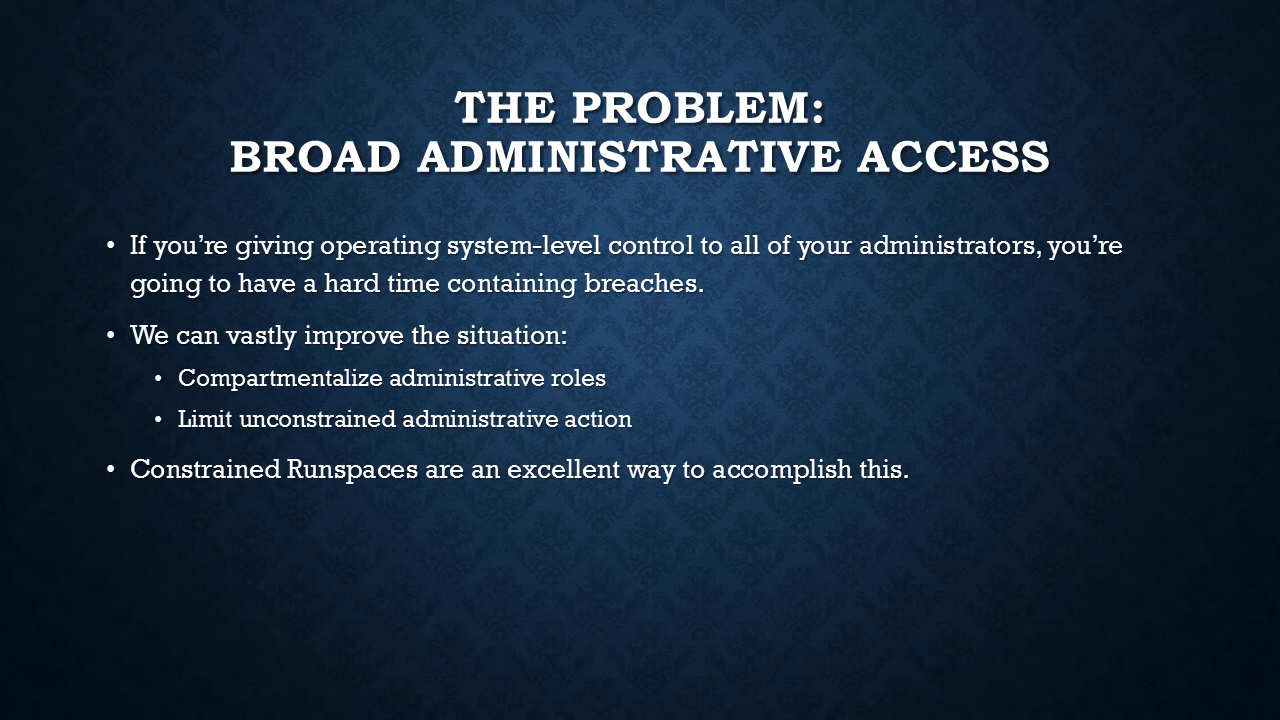 THE PROBLEM:
BROAD ADMINISTRATIVE ACCESS
• If you’re giving operating system-level control to all of your administrators, you’re
going to have a hard time containing breaches.
• We can vastly improve the situation:
• Compartmentalize administrative roles
• Limit unconstrained administrative action
• Constrained Runspaces are an excellent way to accomplish this.